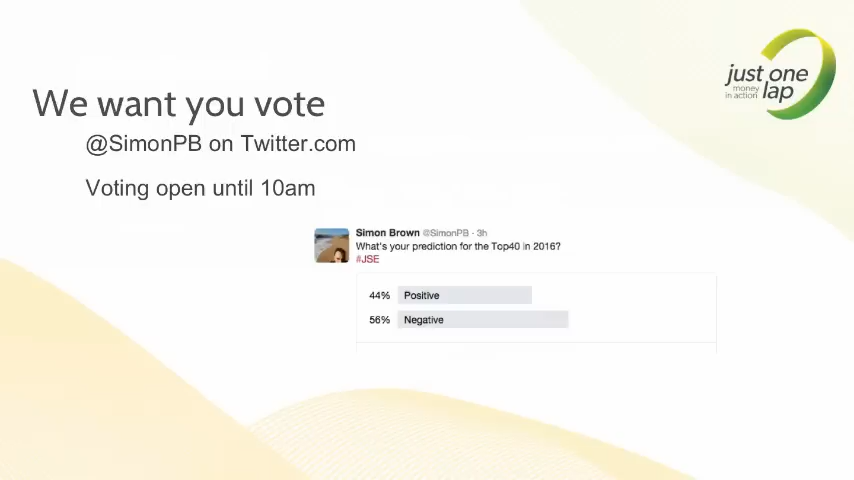 just one
money
in action lap
We want you vote
@SimonPB on Twitter.com
Voting open until 10am
Simon Brown @SimonPB · 3h
What's your prediction for the Top40 in 2016?
#JSE
44% Positive
56% Negative